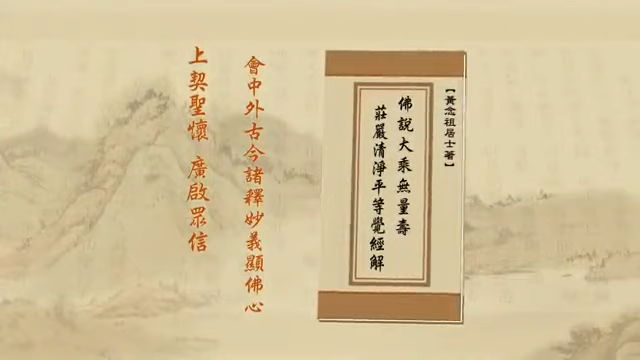 【黃念祖居士著】
佛說大乘無量壽
莊嚴清淨平等覺經解
會中外古今諸釋妙義顯佛心
上契聖懷 廣啟眾信